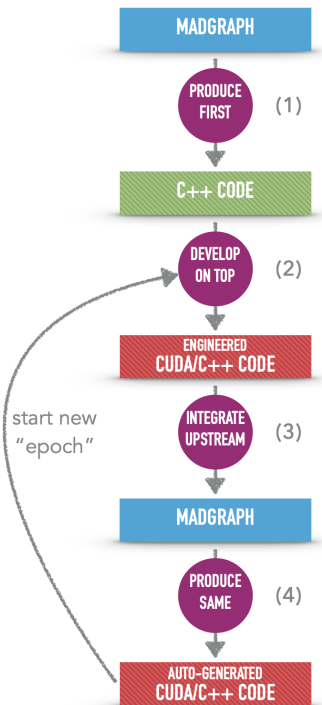 MADGRAPH
PRODUCE
FIRST
(1)
C++ CODE
DEVELOP
ON TOP
(2)
ENGINEERED
CUDA/C++ CODE
start new
"epoch"
INTEGRATE
UPSTREAM
(3)
MADGRAPH
PRODUCE
SAME
(4)
AUTO-GENERATED
CUDA/C++ CODE